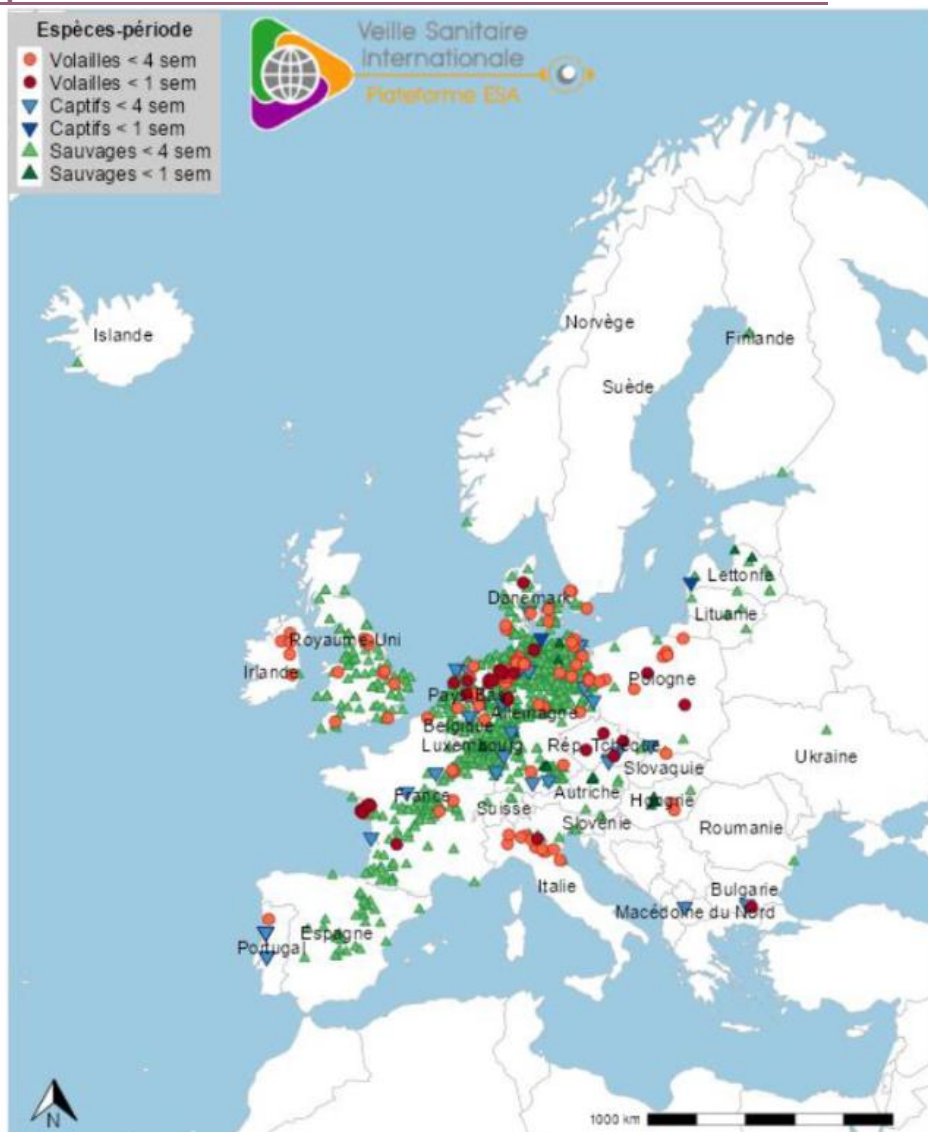 Espèces-période
Volailles < 4 sem
Volailles < 1 sem
Captifs < 4 sem
Captifs < 1 sem
Sauvages < 4 sem
Sauvages < 1 sem
Veille Sanitaire
Internationale
Plateforme ESA
Islande
Norvège
Finlande
Suède
Lettonie
Danemark
Lituanie
Royaume-Uni
Irlande
Pologne
Pays-Bas
Allemagne
Belgique
Luxembourg
Rép. Tchèque
Ukraine
Slovaquie
France
Autriche
Hongrie
Suisse
Slovénie
Roumanie
Italie
Bulgarie
Macédoine du Nord
Espagne
Portugal
N
1000 km